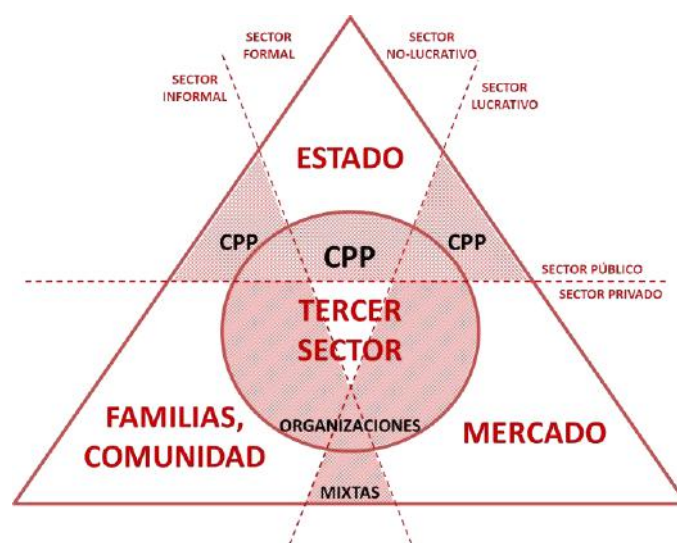 SECTOR
FORMAL
SECTOR
NO-LUCRATIVO
SECTOR
INFORMAL
SECTOR
LUCRATIVO
ESTADO
CPP
CPP
CPP
SECTOR PÚBLICO
SECTOR PRIVADO
TERCER
SECTOR
FAMILIAS,
COMUNIDAD
ORGANIZACIONES
MERCADO
MIXTAS